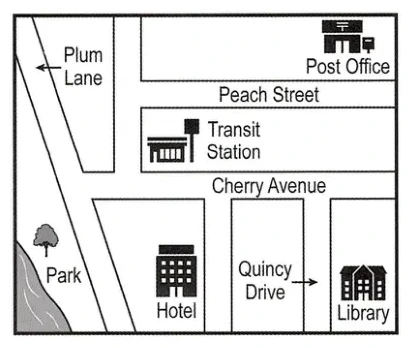 Plum
Lane
Post Office
Peach Street
Transit
Station
Cherry Avenue
Park
Hotel
Quincy
Drive
Library